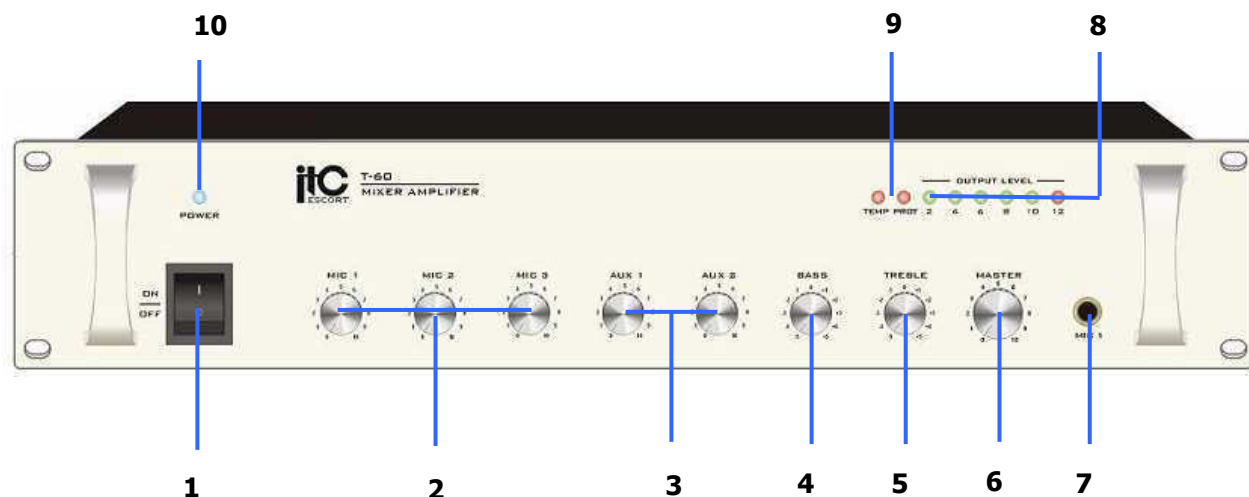 10 9 8
itC
ESCORT
T-60
MIXER AMPLIFIER
OUTPUT LEVEL
POWER
TEMP PROT 2 4 6 8 10 12
MIC 1 MIC 2 MIC 3 AUX 1 AUX 2 BASS TREBLE MASTER
ON
OFF
MIC 1
1 2 3 4 5 6 7